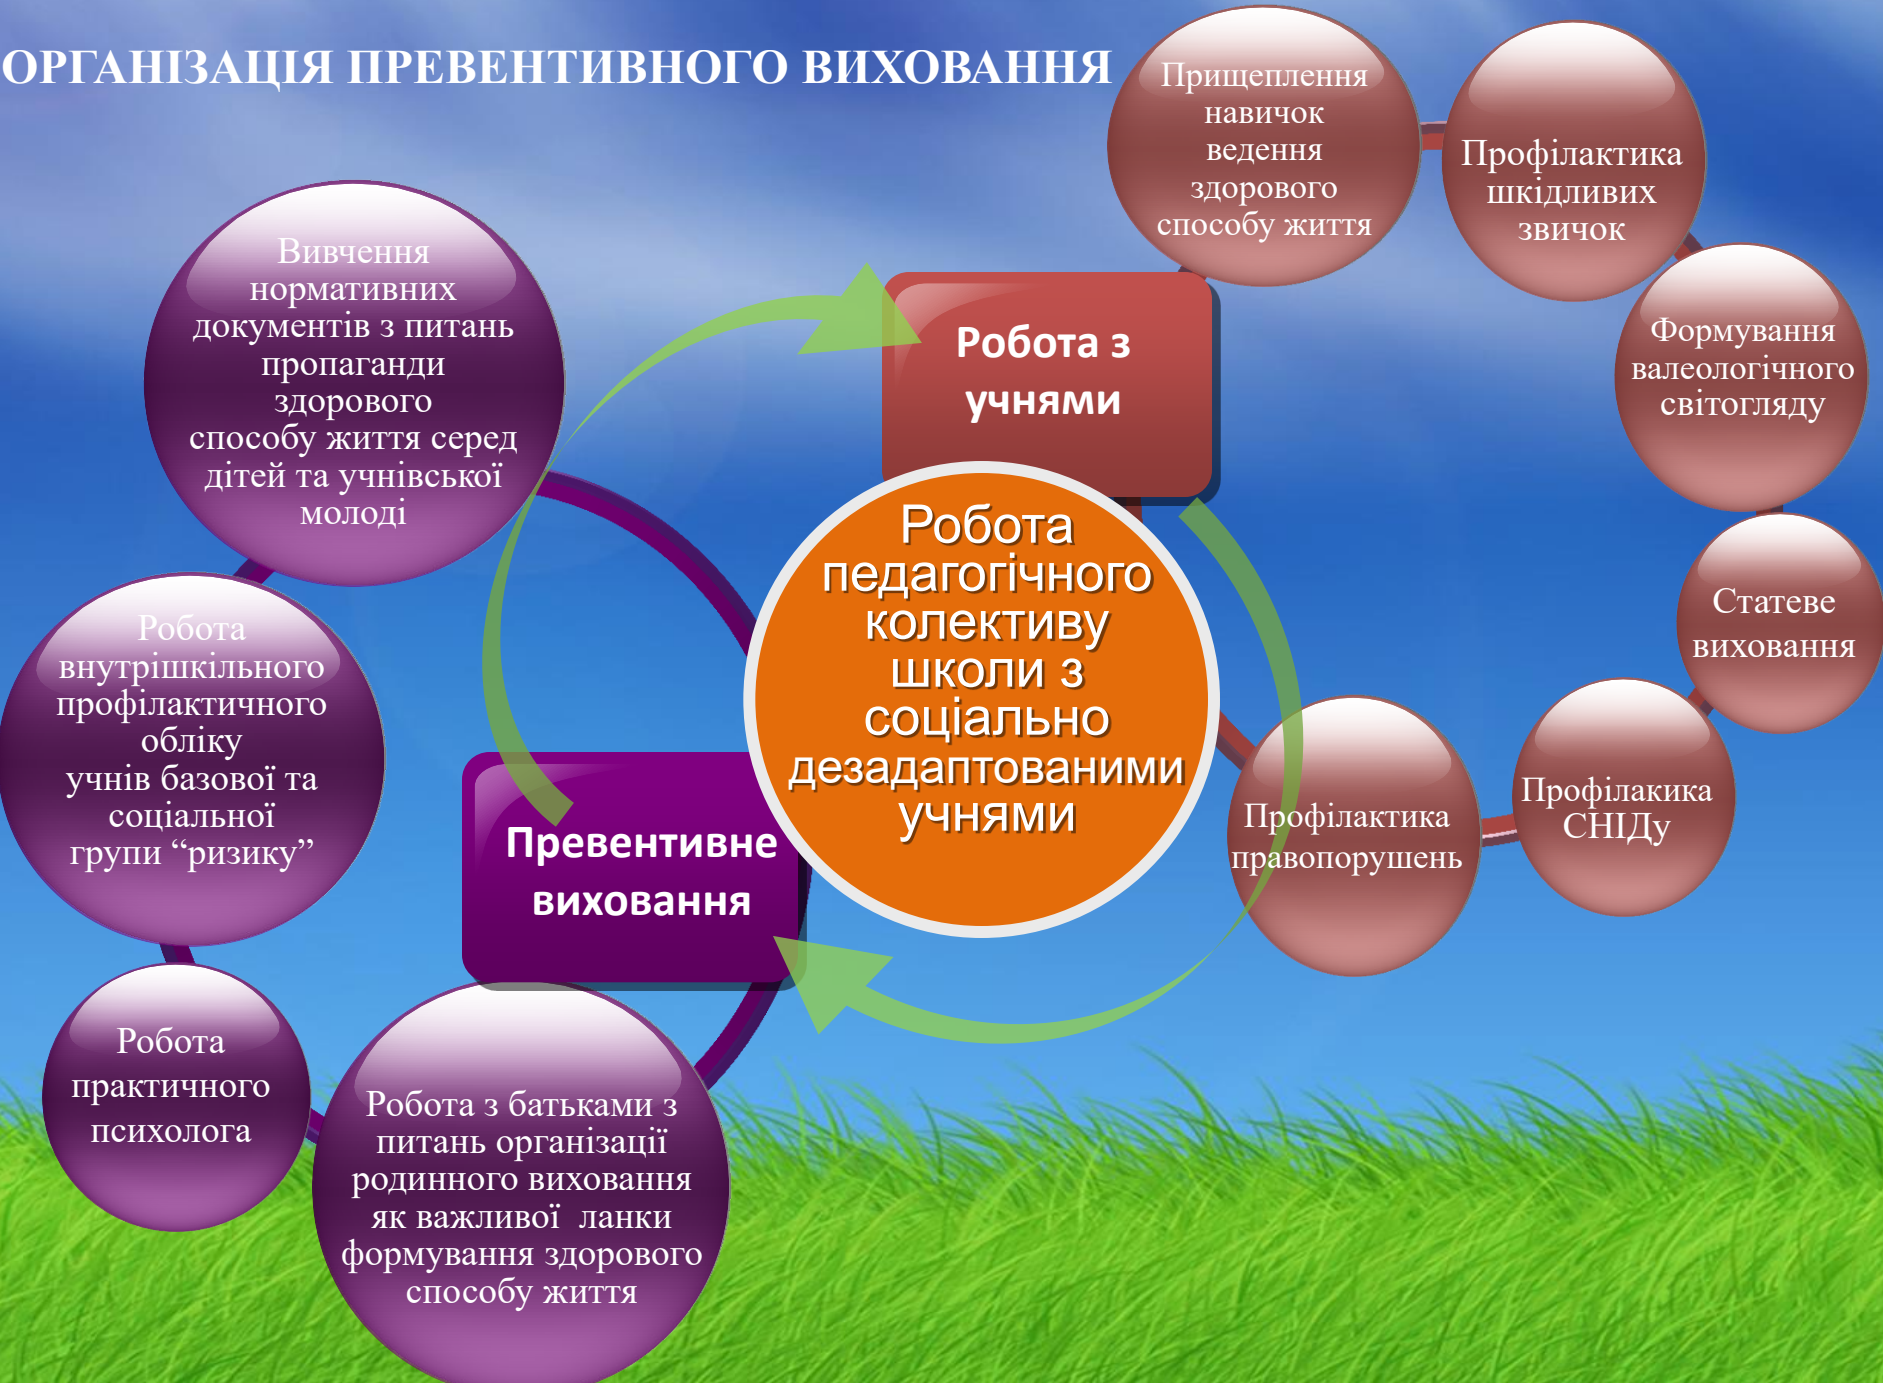 ОРГАНІЗАЦІЯ ПРЕВЕНТИВНОГО ВИХОВАННЯ
Вивчення
нормативних
документів з питань
пропаганди
здорового
способу життя серед
дітей та учнівської
молоді
Робота
внутрішкільного
профілактичного
обліку
учнів базової та
соціальної
групи “ризику”
Робота
практичного
психолога
Робота з батьками з
питань організації
родинного виховання
як важливої ланки
формування здорового
способу життя
Превентивне
виховання
Робота з
учнями
Робота
педагогічного
колективу
школи з
соціально
дезадаптованими
учнями
Прищеплення
навичок
ведення
здорового
способу життя
Профілактика
шкідливих
звичок
Формування
валеологічного
світогляду
Статеве
виховання
Профілакика
СНІДу
Профілактика
правопорушень